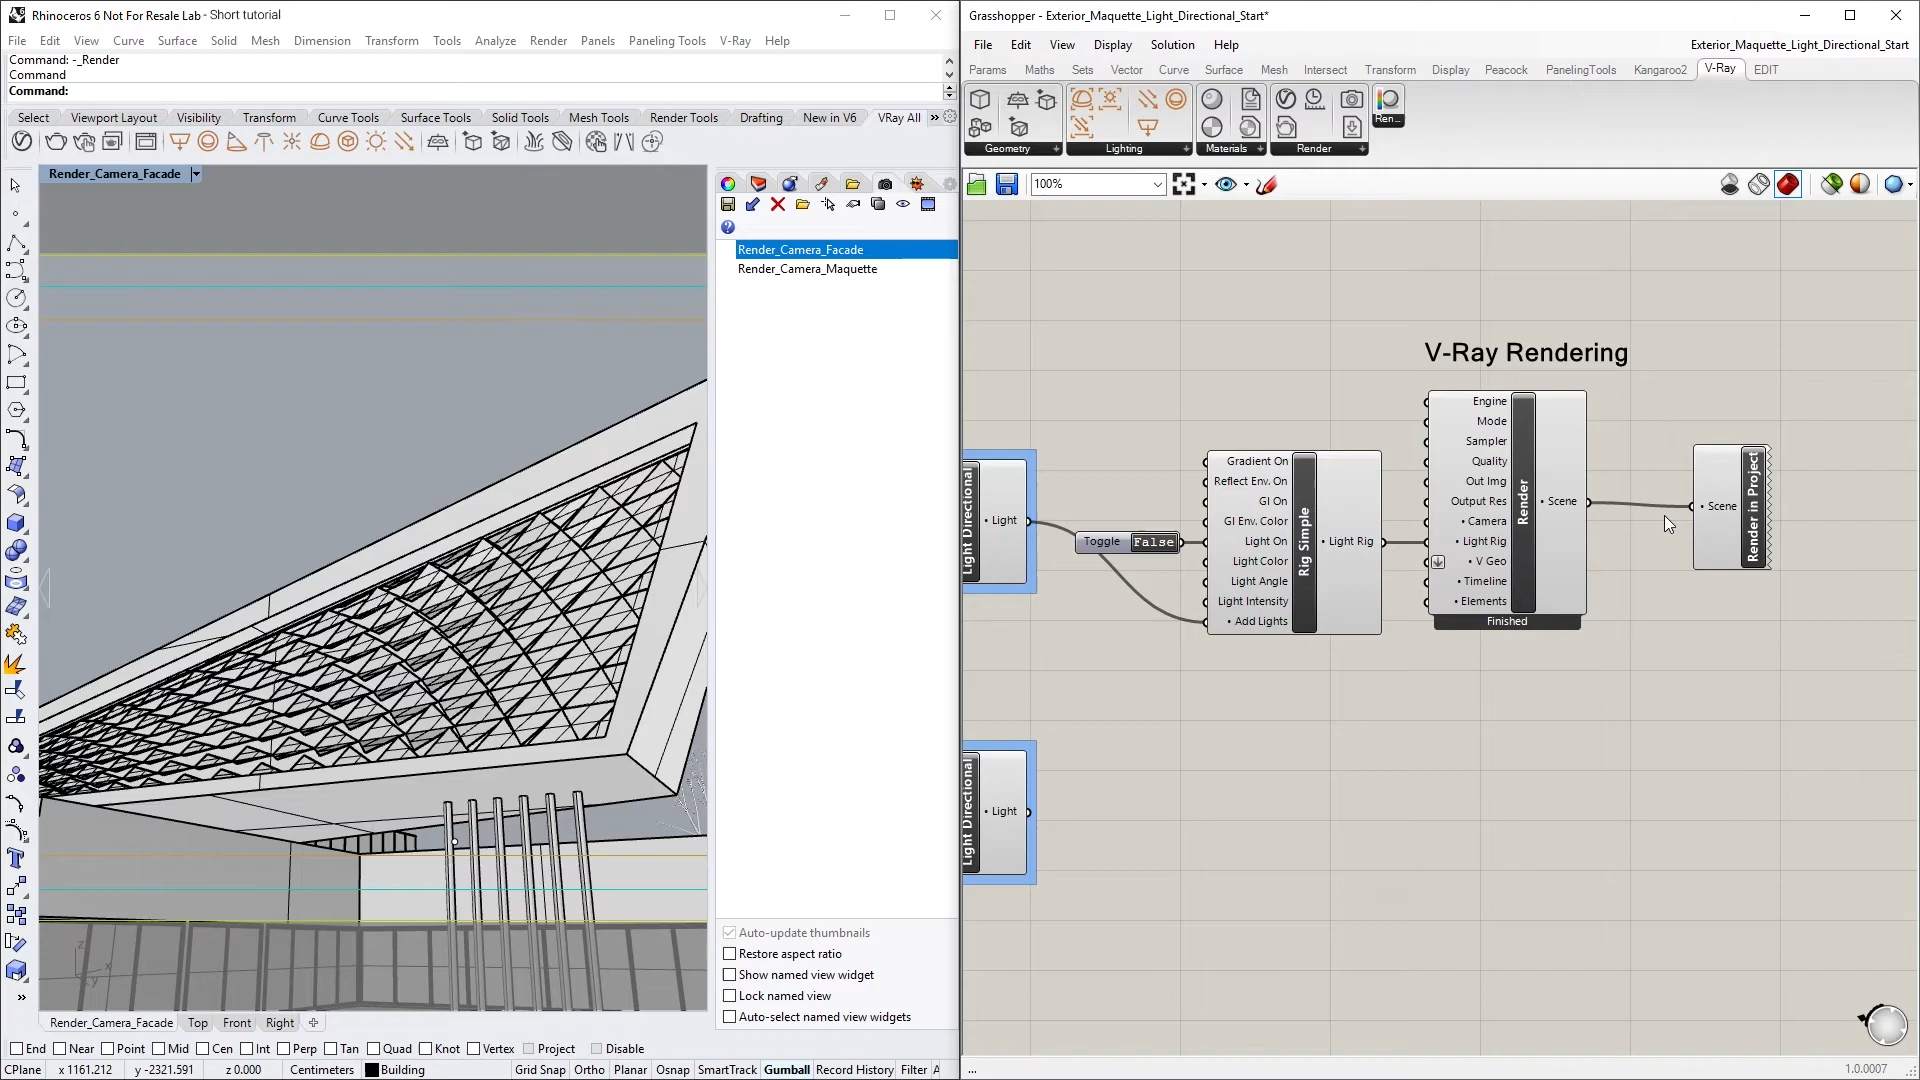 Rhinoceros 6 Not For Resale Lab - Short tutorial
File Edit View Curve Surface Solid Mesh Dimension Transform Tools Analyze Render Panels Paneling Tools V-Ray Help
Command: -_Render
Command
Command:
Select Viewport Layout Visibility Transform Curve Tools Surface Tools Solid Tools Mesh Tools Render Tools Drafting New in V6 VRay All »
Render_Camera_Facade
Render_Camera_Facade
Render_Camera_Maquette
Auto-update thumbnails
Restore aspect ratio
Show named view widget
Lock named view
Auto-select named view widgets
z
x
y
Render_Camera_Facade Top Front Right
End Near Point Mid Cen Int Perp Tan Quad Knot Vertex Project Disable
CPlane x 1161.212 y -2321.591 z 0.000 Centimeters Building Grid Snap Ortho Planar Osnap SmartTrack Gumball Record History Filter A
Grasshopper - Exterior_Maquette_Light_Directional_Start*
File Edit View Display Solution Help
Exterior_Maquette_Light_Directional_Start
Params Maths Sets Vector Curve Surface Mesh Intersect Transform Display Peacock PanelingTools Kangaroo2 V-Ray EDIT
Ren...
Geometry Lighting Materials Render
100%
V-Ray Rendering
Light Directional
Light
Toggle False
Gradient On
Reflect Env. On
GI On
GI Env. Color
Light On
Light Color
Light Angle
Light Intensity
Add Lights
Rig Simple
Light Rig
Engine
Mode
Sampler
Quality
Out Img
Output Res
Camera
Light Rig
V Geo
Timeline
Elements
Render
Scene
Finished
Scene
Render in Project
Light Directional
Light
...
1.0.0007